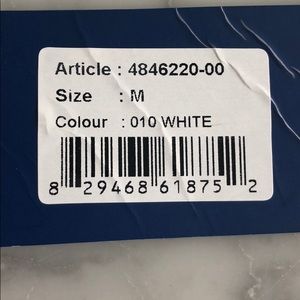 Article : 4846220-00
Size : M
Colour : 010 WHITE
8 29468 61875 2